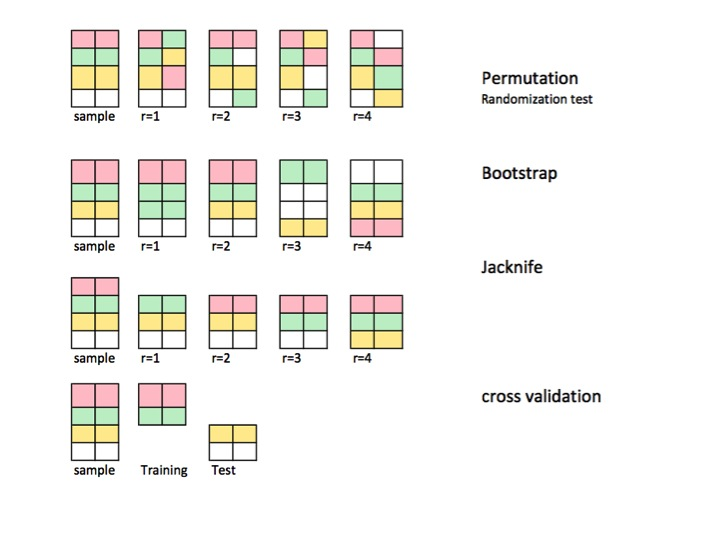 Permutation
Randomization test
sample r=1 r=2 r=3 r=4
Bootstrap
sample r=1 r=2 r=3 r=4
Jacknife
sample r=1 r=2 r=3 r=4
cross validation
sample Training Test